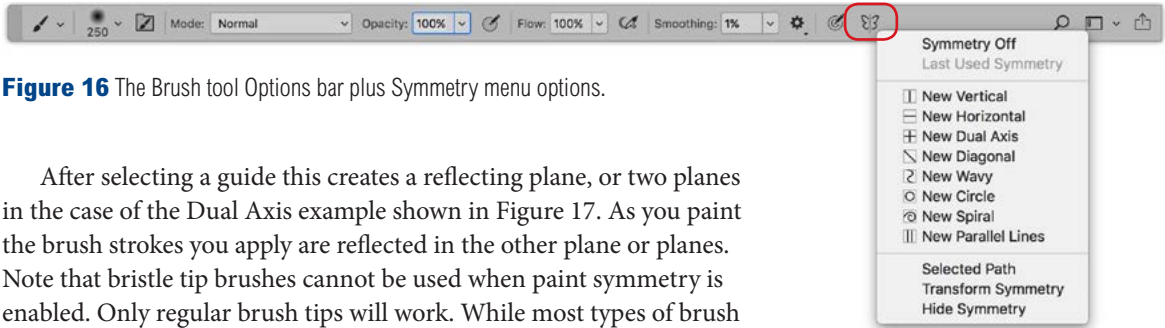 250 Mode: Normal Opacity: 100% Flow: 100% Smoothing: 1%
Symmetry Off
Last Used Symmetry
New Vertical
New Horizontal
New Dual Axis
New Diagonal
New Wavy
New Circle
New Spiral
New Parallel Lines
Selected Path
Transform Symmetry
Hide Symmetry
Figure 16 The Brush tool Options bar plus Symmetry menu options.
After selecting a guide this creates a reflecting plane, or two planes
in the case of the Dual Axis example shown in Figure 17. As you paint
the brush strokes you apply are reflected in the other plane or planes.
Note that bristle tip brushes cannot be used when paint symmetry is
enabled. Only regular brush tips will work. While most types of brush